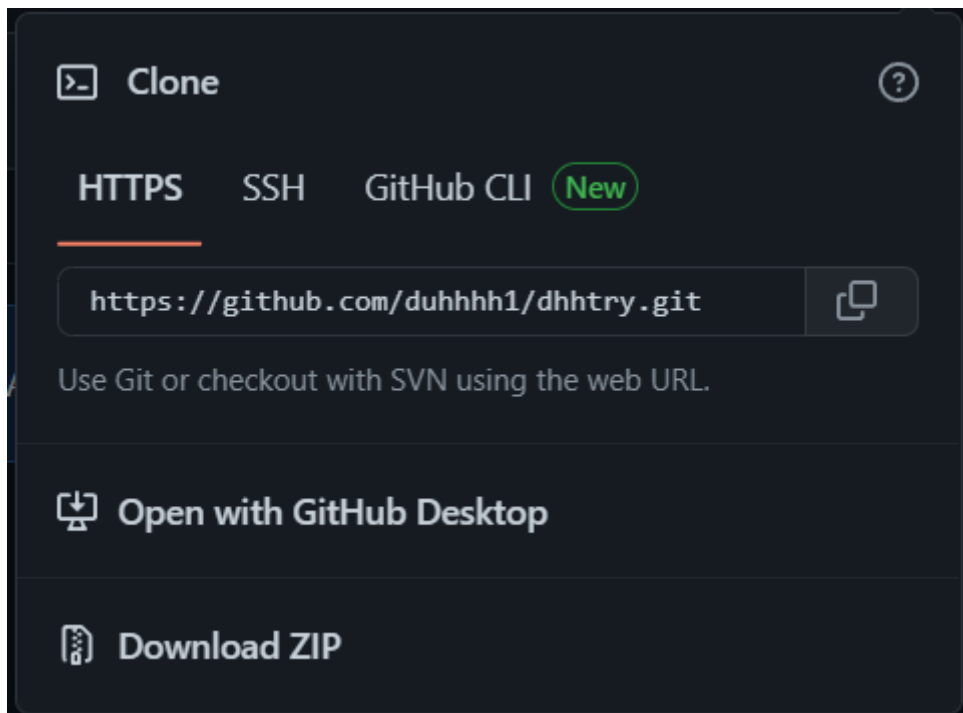 Clone
HTTPS SSH GitHub CLI New
https://github.com/duhhhh1/dhhtry.git
Use Git or checkout with SVN using the web URL.
Open with GitHub Desktop
Download ZIP